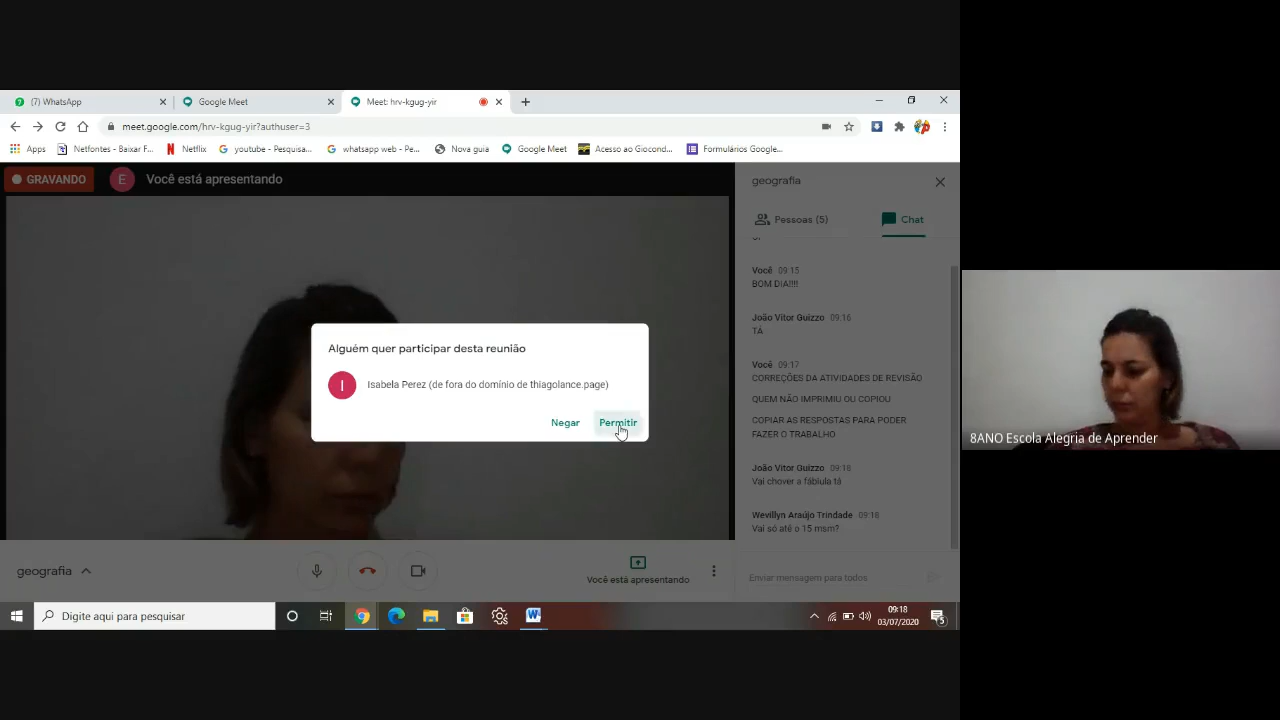 (7) WhatsApp
Google Meet
Meet: hrv-kgug-yir
meet.google.com/hrv-kgug-yir?authuser=3
Apps
Netfontes - Baixar F...
Netflix
youtube - Pesquisa...
whatsapp web - Pe...
Nova guia
Google Meet
Acesso ao Giocond...
Formulários Google...
GRAVANDO
E
Você está apresentando
geografia
Pessoas (5)
Chat
Você 09:15
BOM DIA!!!!
João Vitor Guizzo 09:16
TÁ
Você 09:17
CORREÇÕES DA ATIVIDADES DE REVISÃO
QUEM NÃO IMPRIMIU OU COPIOU
COPIAR AS RESPOSTAS PARA PODER
FAZER O TRABALHO
João Vitor Guizzo 09:18
Vai chover a fábiula tá
Wevillyn Araújo Trindade 09:18
Vai só até o 15 msm?
Enviar mensagem para todos
Alguém quer participar desta reunião
I
Isabela Perez (de fora do domínio de thiagolance.page)
Negar
Permitir
geografia
Você está apresentando
Digite aqui para pesquisar
09:18
03/07/2020
5
8ANO Escola Alegria de Aprender